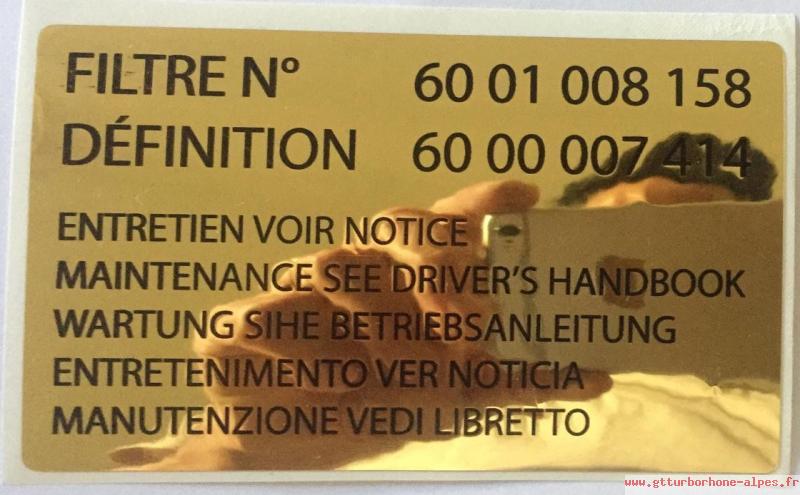 FILTRE Nº 60 01 008 158
DÉFINITION 60 00 007 414
ENTRETIEN VOIR NOTICE
MAINTENANCE SEE DRIVER'S HANDBOOK
WARTUNG SIHE BETRIEBSANLEITUNG
ENTRETENIMENTO VER NOTICIA
MANUTENZIONE VEDI LIBRETTO
www.gtturborhone-alpes.fr